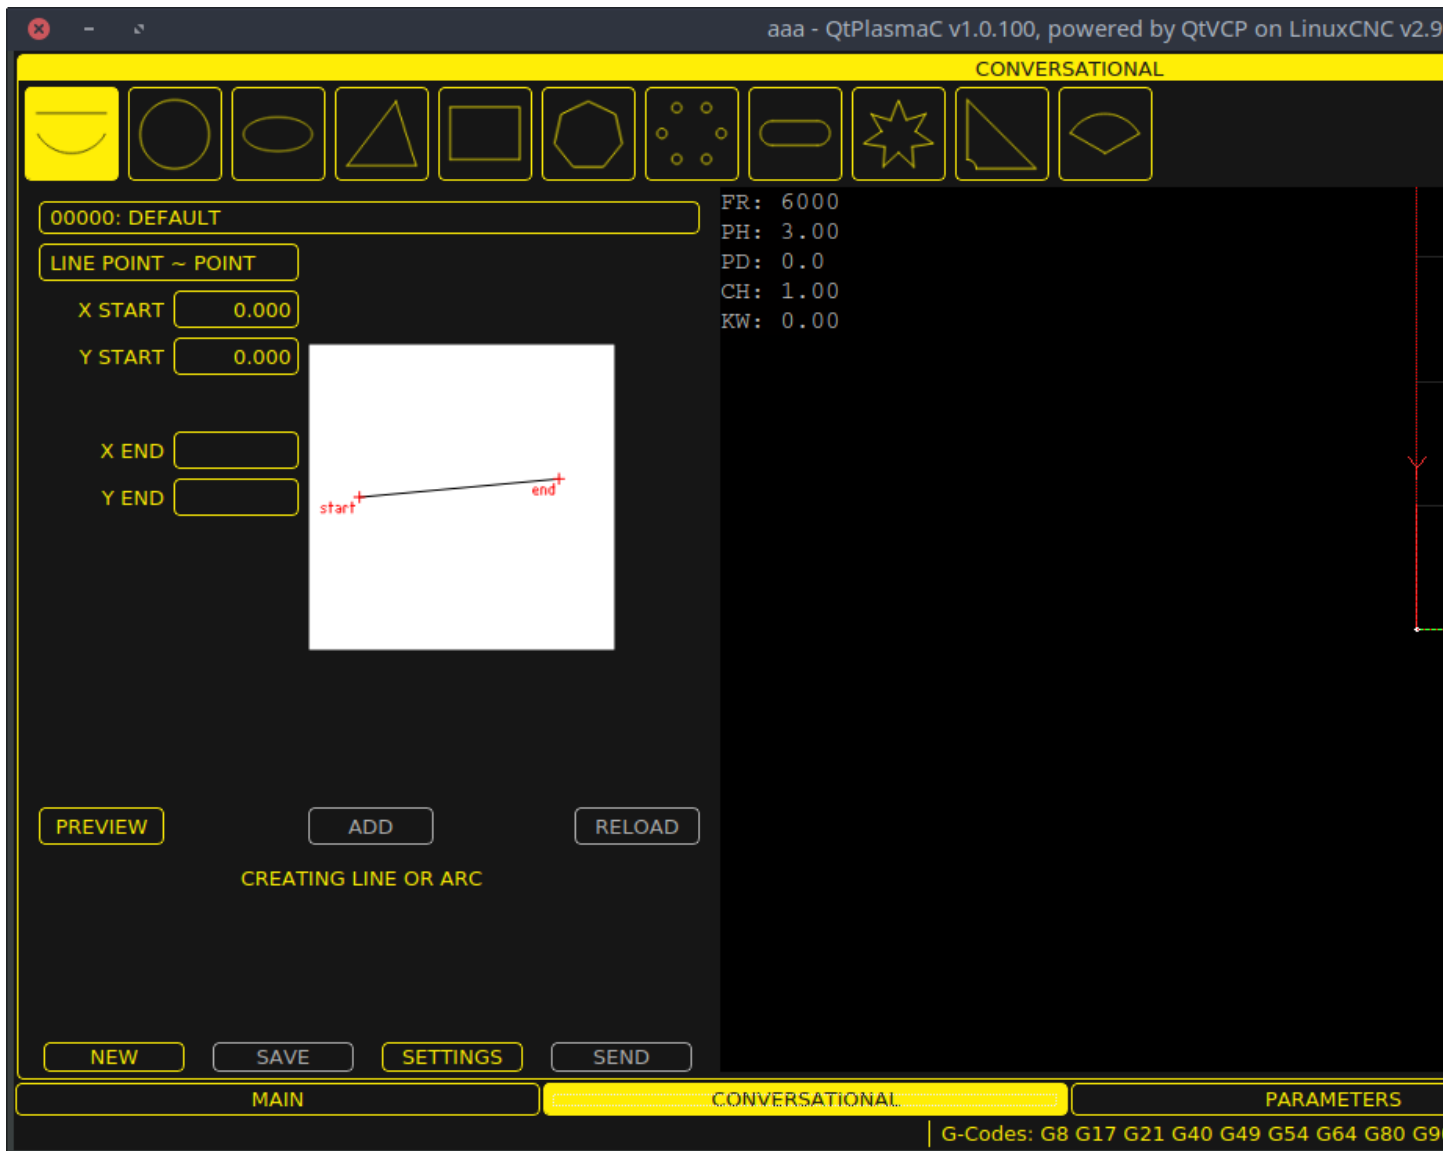 aaa - QtPlasmaC v1.0.100, powered by QtVCP on LinuxCNC v2.9
CONVERSATIONAL
00000: DEFAULT
LINE POINT ~ POINT
X START 0.000
Y START 0.000
X END
Y END
start
end
PREVIEW ADD RELOAD
CREATING LINE OR ARC
NEW SAVE SETTINGS SEND
FR: 6000
PH: 3.00
PD: 0.0
CH: 1.00
KW: 0.00
MAIN CONVERSATIONAL PARAMETERS
G-Codes: G8 G17 G21 G40 G49 G54 G64 G80